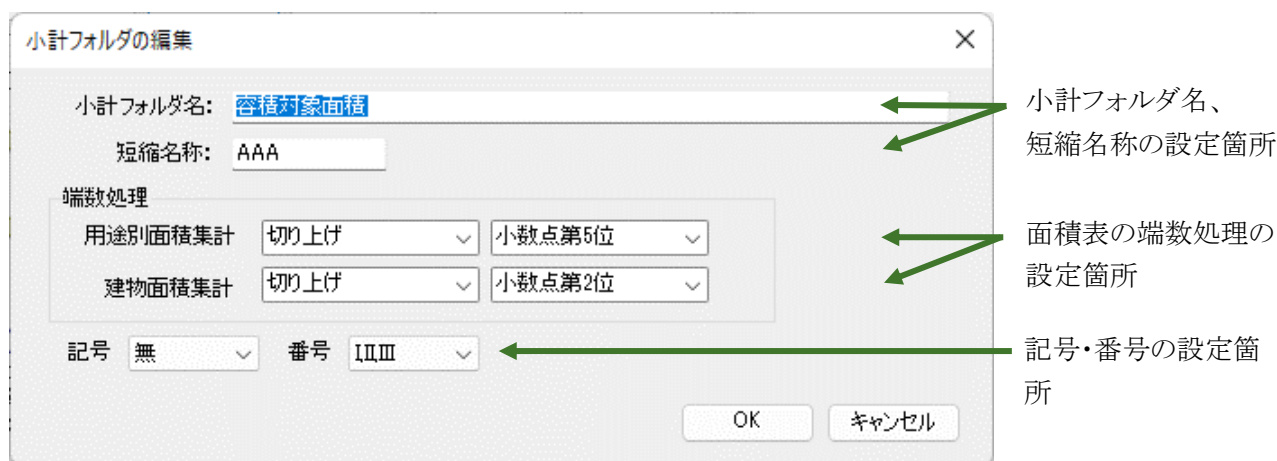 小計フォルダの編集
小計フォルダ名: 容積対象面積
短縮名称: AAA
端数処理
用途別面積集計 切り上げ 小数点第5位
建物面積集計 切り上げ 小数点第2位
記号 無 番号 I,Ⅱ,Ⅲ
OK キャンセル
小計フォルダ名、
短縮名称の設定箇所
面積表の端数処理の
設定箇所
記号・番号の設定箇
所